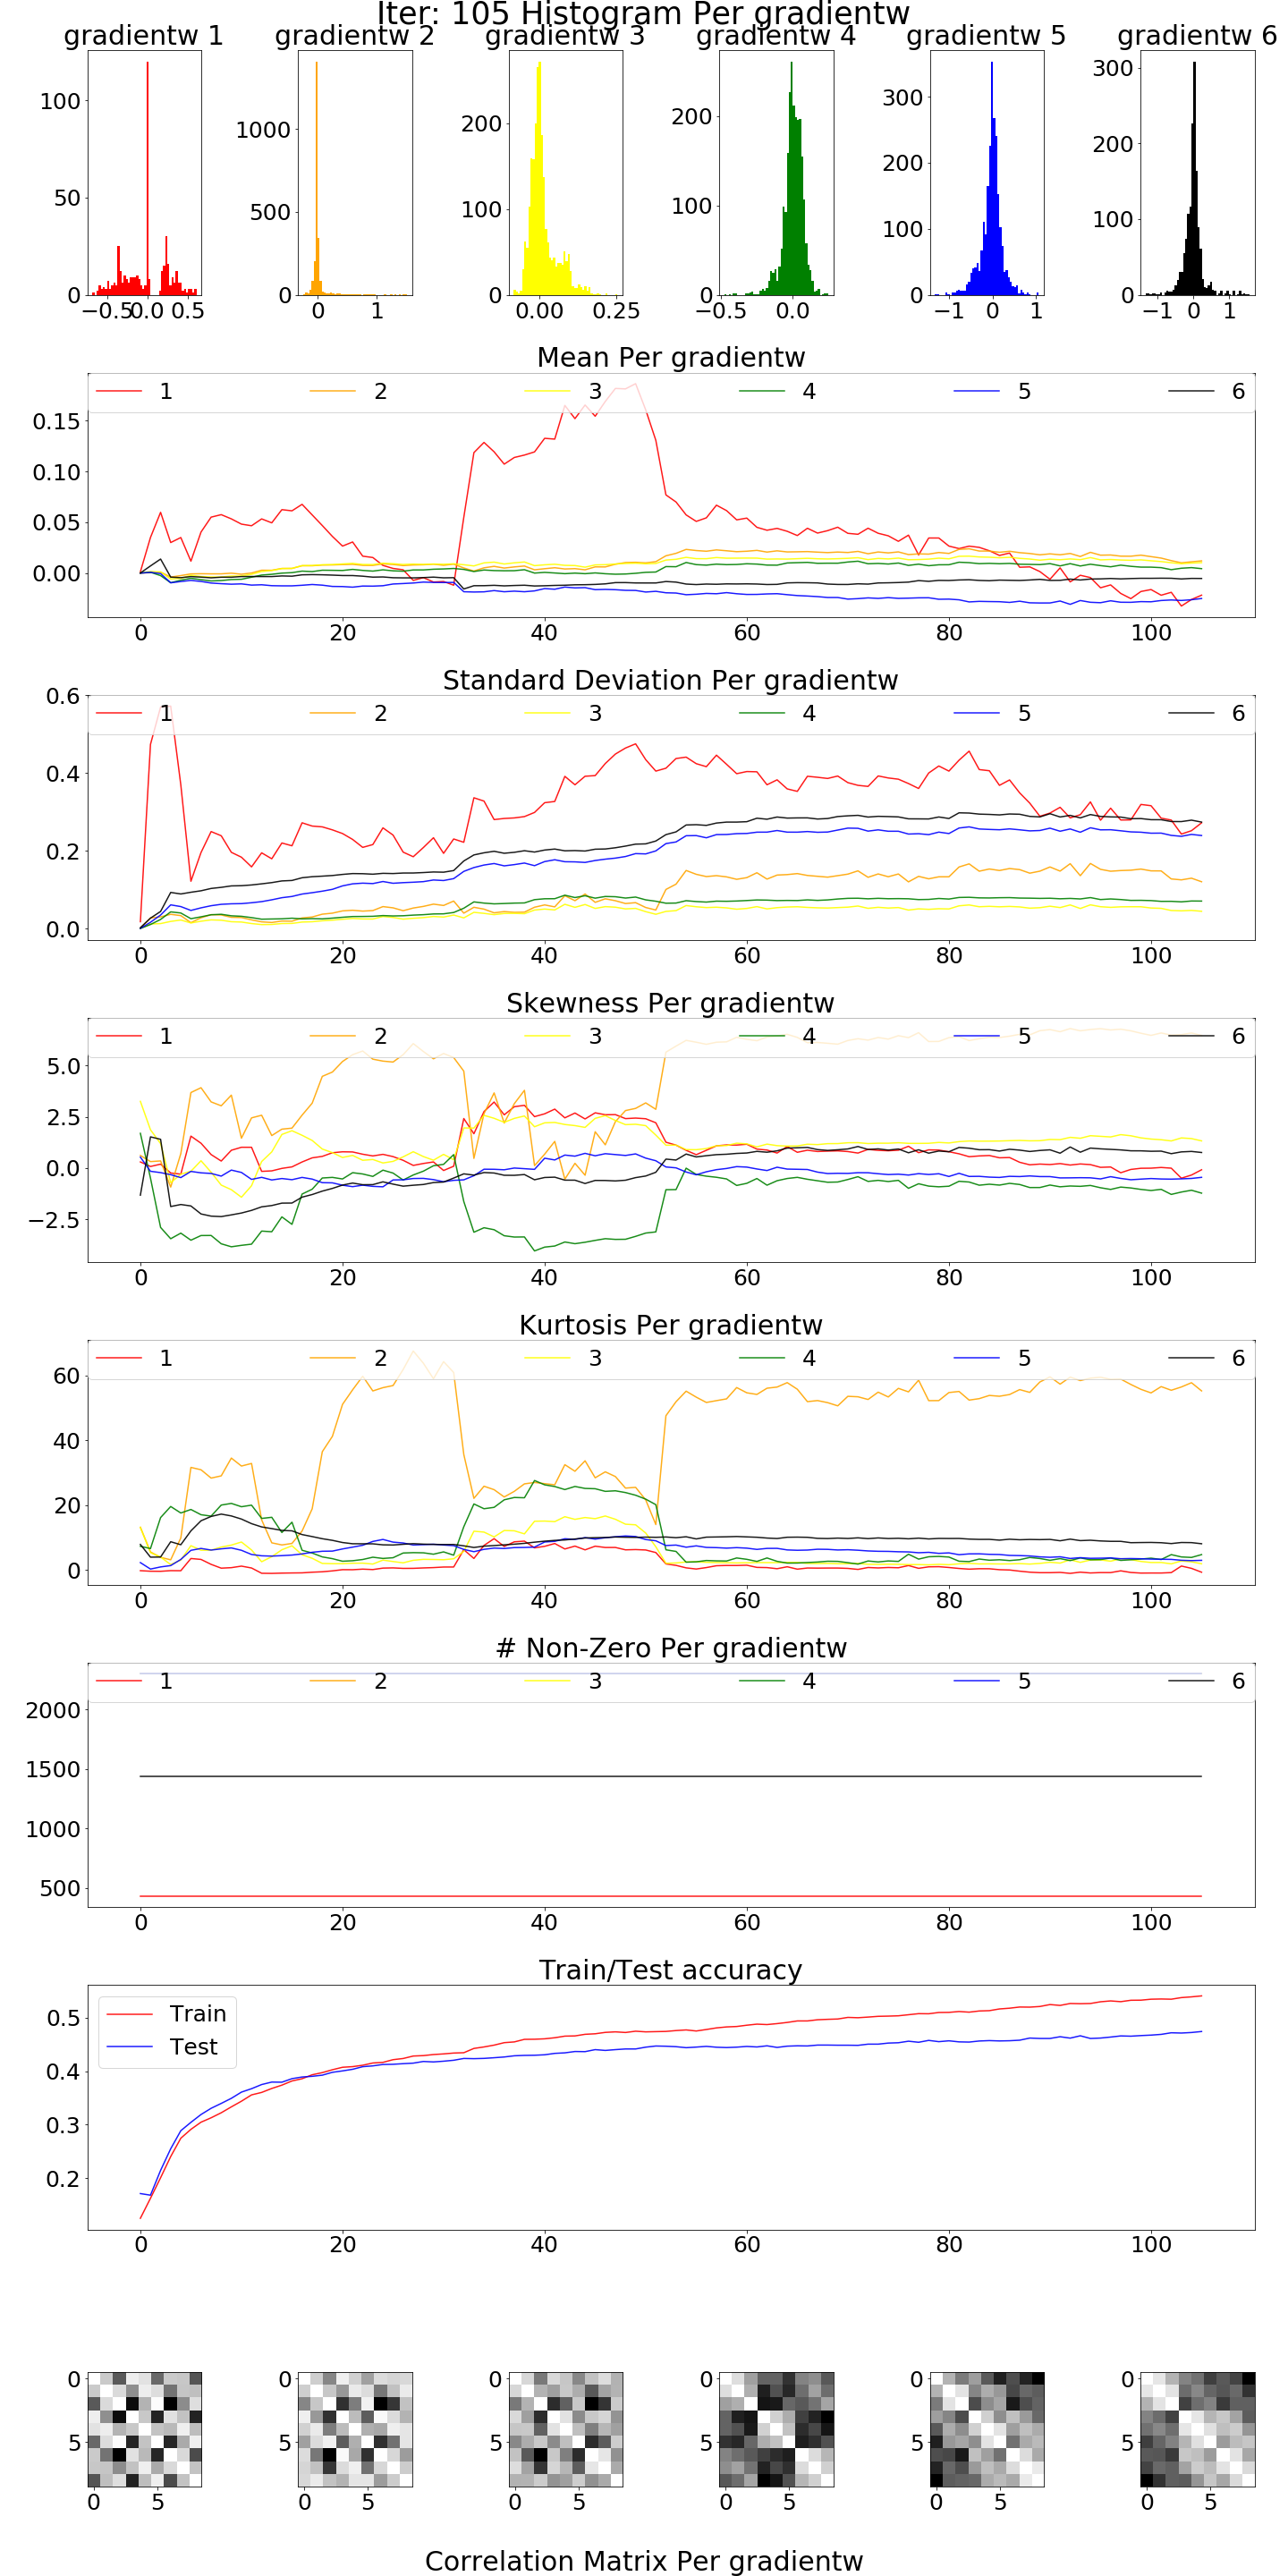 Iter: 105 Histogram Per gradientw
gradientw 1 gradientw 2 gradientw 3 gradientw 4 gradientw 5 gradientw 6
100
50
0
−0.5 0.0 0.5
1000
500
0
0 1
200
100
0
0.00 0.25
200
100
0
−0.5 0.0
300
200
100
0
−1 0 1
300
200
100
0
−1 0 1
Mean Per gradientw
1 2 3 4 5 6
0.15
0.10
0.05
0.00
0 20 40 60 80 100
Standard Deviation Per gradientw
1 2 3 4 5 6
0.6
0.4
0.2
0.0
0 20 40 60 80 100
Skewness Per gradientw
1 2 3 4 5 6
5.0
2.5
0.0
−2.5
0 20 40 60 80 100
Kurtosis Per gradientw
1 2 3 4 5 6
60
40
20
0
0 20 40 60 80 100
# Non-Zero Per gradientw
1 2 3 4 5 6
2000
1500
1000
500
0 20 40 60 80 100
Train/Test accuracy
Train
Test
0.5
0.4
0.3
0.2
0 20 40 60 80 100
0 0 0 0 0 0
5 5 5 5 5 5
0 5 0 5 0 5 0 5 0 5 0 5
Correlation Matrix Per gradientw